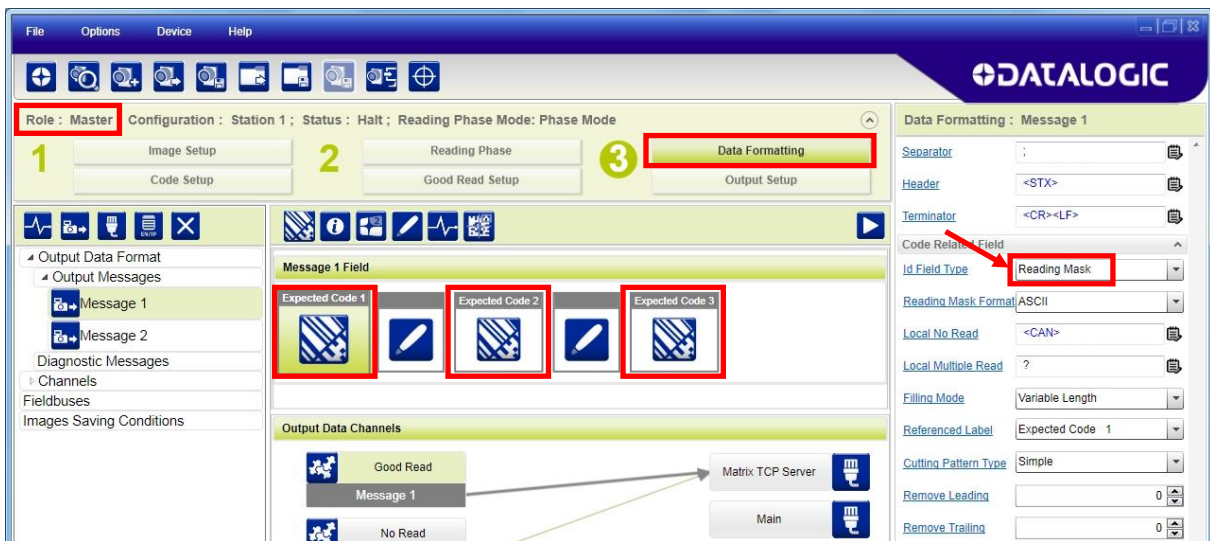 File Options Device Help
DATALOGIC
Role : Master Configuration : Station 1 ; Status : Halt ; Reading Phase Mode: Phase Mode
1 Image Setup 2 Reading Phase 3 Data Formatting
Code Setup Good Read Setup Output Setup
EN/IP
Output Data Format
Output Messages
Message 1
Message 2
Diagnostic Messages
Channels
Fieldbuses
Images Saving Conditions
Message 1 Field
Expected Code 1 Expected Code 2 Expected Code 3
Output Data Channels
Good Read
Message 1
No Read
Matrix TCP Server
Main
Data Formatting : Message 1
Separator ;
Header <STX>
Terminator <CR><LF>
Code Related Field
Id Field Type Reading Mask
Reading Mask Format ASCII
Local No Read <CAN>
Local Multiple Read ?
Filling Mode Variable Length
Referenced Label Expected Code 1
Cutting Pattern Type Simple
Remove Leading 0
Remove Trailing 0